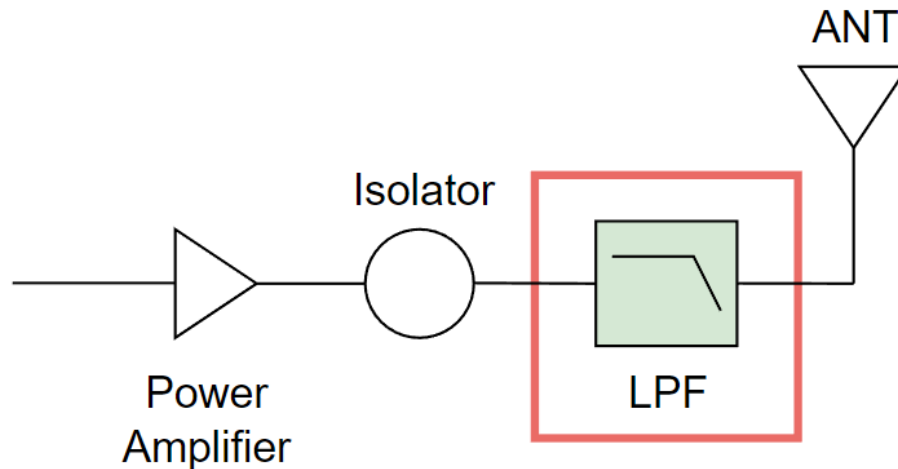 ANT
Isolator
Power
Amplifier
LPF